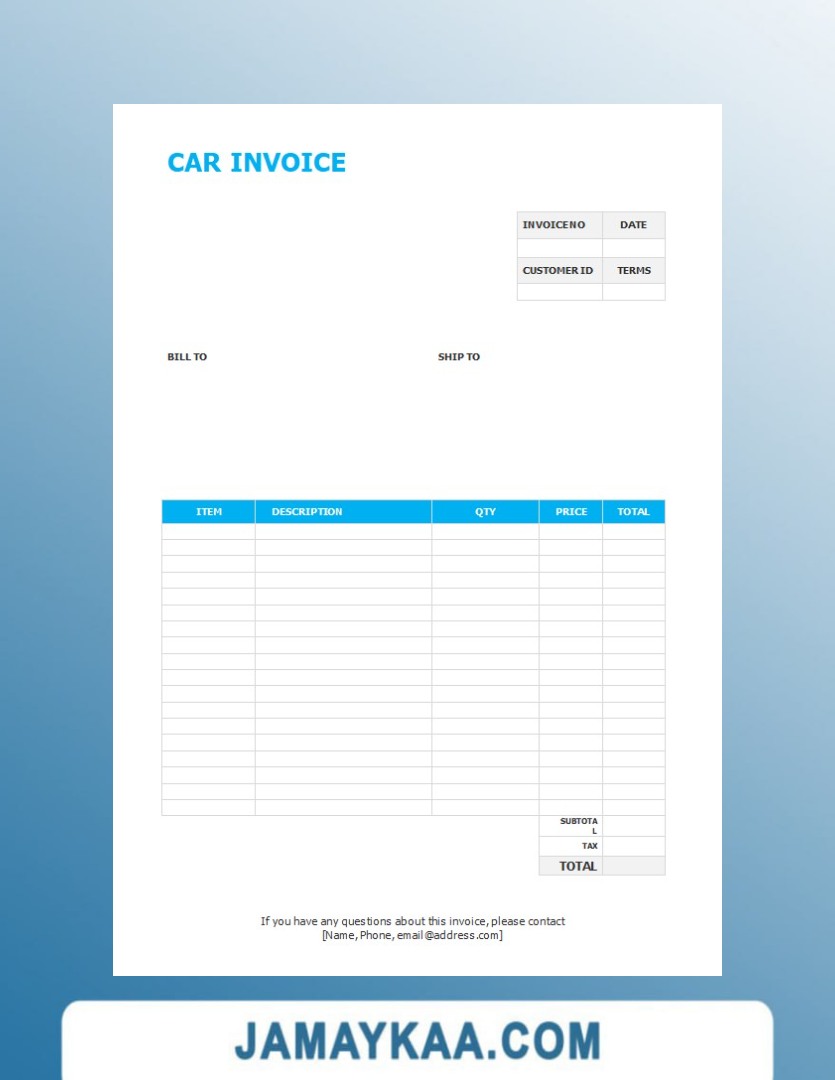 CAR INVOICE
INVOICENO DATE
CUSTOMER ID TERMS
BILL TO SHIP TO
ITEM DESCRIPTION QTY PRICE TOTAL
SUBTOTA
L
TAX
TOTAL
If you have any questions about this invoice, please contact
[Name, Phone, email@address.com]
JAMAYKAA.COM